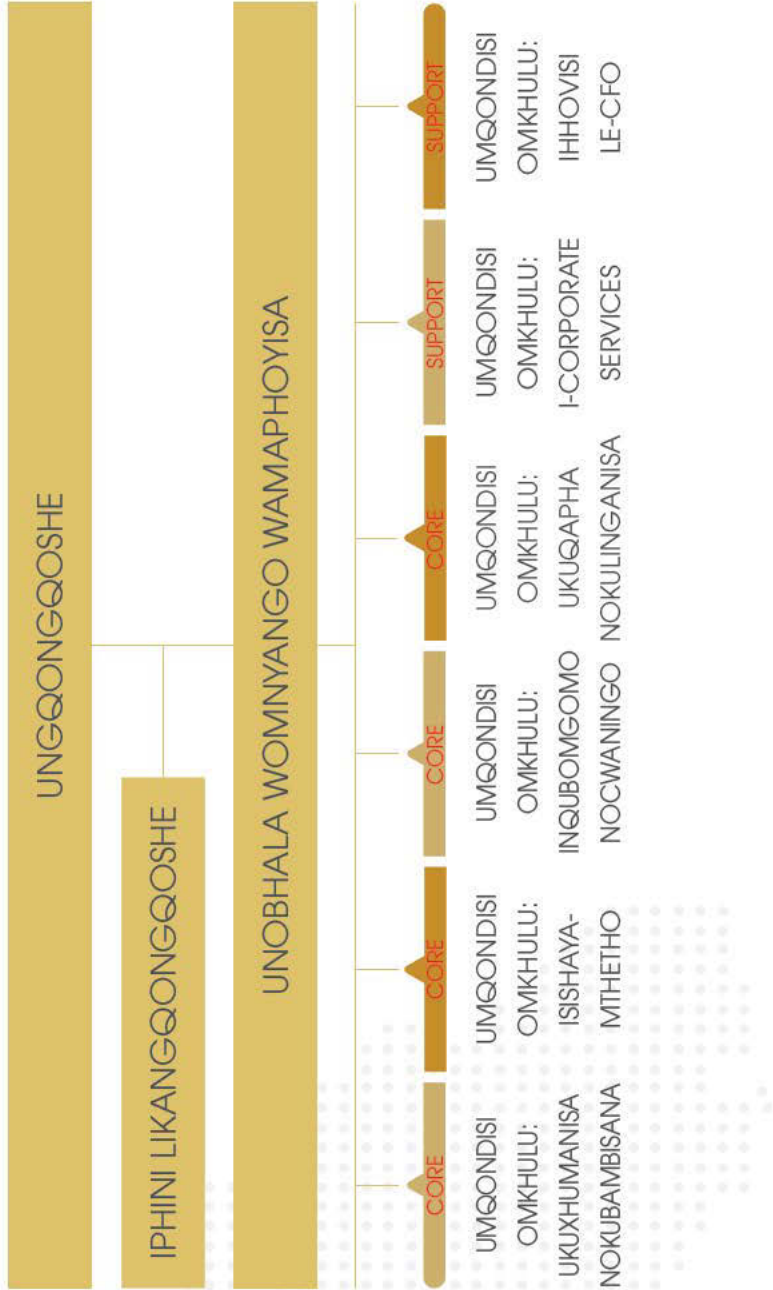 UNGQONGQOSHE
IPHINI LIKANGQONGQOSHE
UNOBHALA WOMNYANGO WAMAPHOYISA
CORE
UMQONDISI
OMKHULU:
UKUXHUMANISA
NOKUBAMBISANA
CORE
UMQONDISI
OMKHULU:
ISISHAYA-
MTHETHO
CORE
UMQONDISI
OMKHULU:
INQUBOMGOMO
NOCWANINGO
CORE
UMQONDISI
OMKHULU:
UKUQAPHA
NOKULINGANISA
SUPPORT
UMQONDISI
OMKHULU:
I-CORPORATE
SERVICES
SUPPORT
UMQONDISI
OMKHULU:
IHHOVISI
LE-CFO